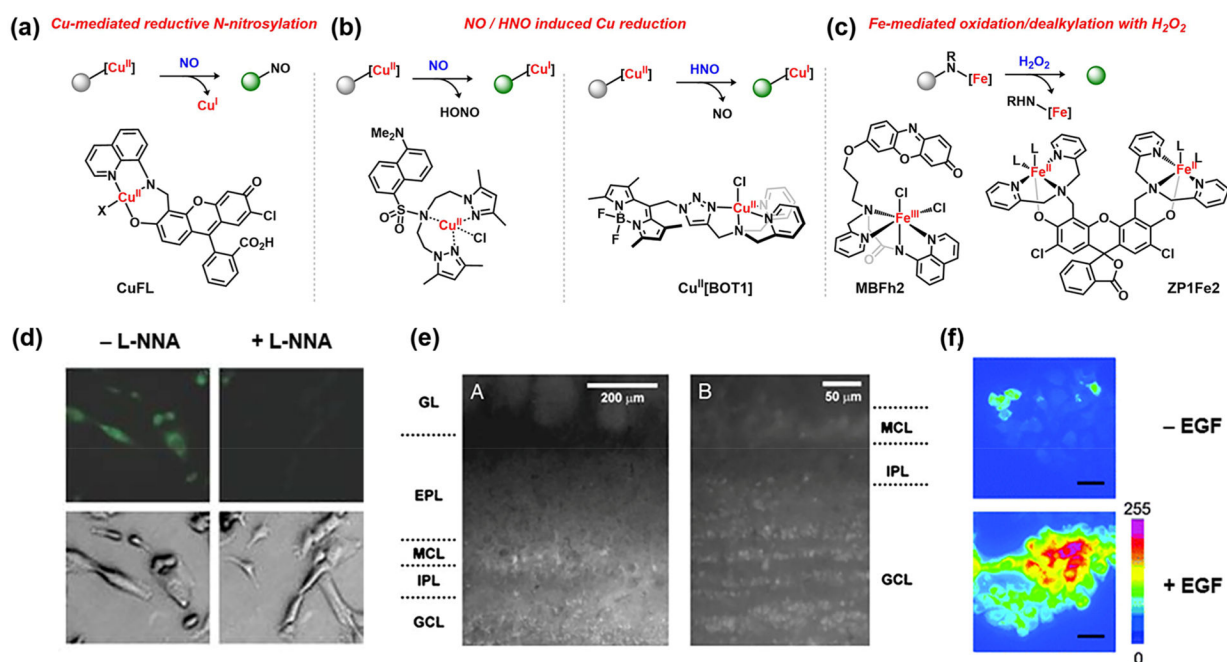 (a) Cu-mediated reductive N-nitrosylation
[Cuᴵᴵ]
NO
NO
Cuᴵ
N
N
Cuᴵᴵ
X
O
O
O
Cl
CO₂H
CuFL
(b) NO / HNO induced Cu reduction
[Cuᴵᴵ]
NO
[Cuᴵ]
HONO
Me₂N
O=S=O
N
N
N
Cuᴵᴵ
Cl
N
N
[Cuᴵᴵ]
HNO
[Cuᴵ]
NO
Cl
N
N
N
N
N
Cuᴵᴵ
N
N
N
F
B
F
Cuᴵᴵ[BOT1]
(c) Fe-mediated oxidation/dealkylation with H₂O₂
R
N
[Fe]
H₂O₂
RHN
[Fe]
N
O
O
O
Cl
N
Feᴵᴵᴵ
Cl
N
N
N
O
MBFh2
L
L
Feᴵᴵ
N
N
N
O
O
O
Cl
Cl
O
O
L
L
Feᴵᴵ
N
N
N
ZP1Fe2
(d) – L-NNA + L-NNA
(e)
A
200 μm
GL
EPL
MCL
IPL
GCL
B
50 μm
MCL
IPL
GCL
(f)
– EGF
255
+ EGF
0